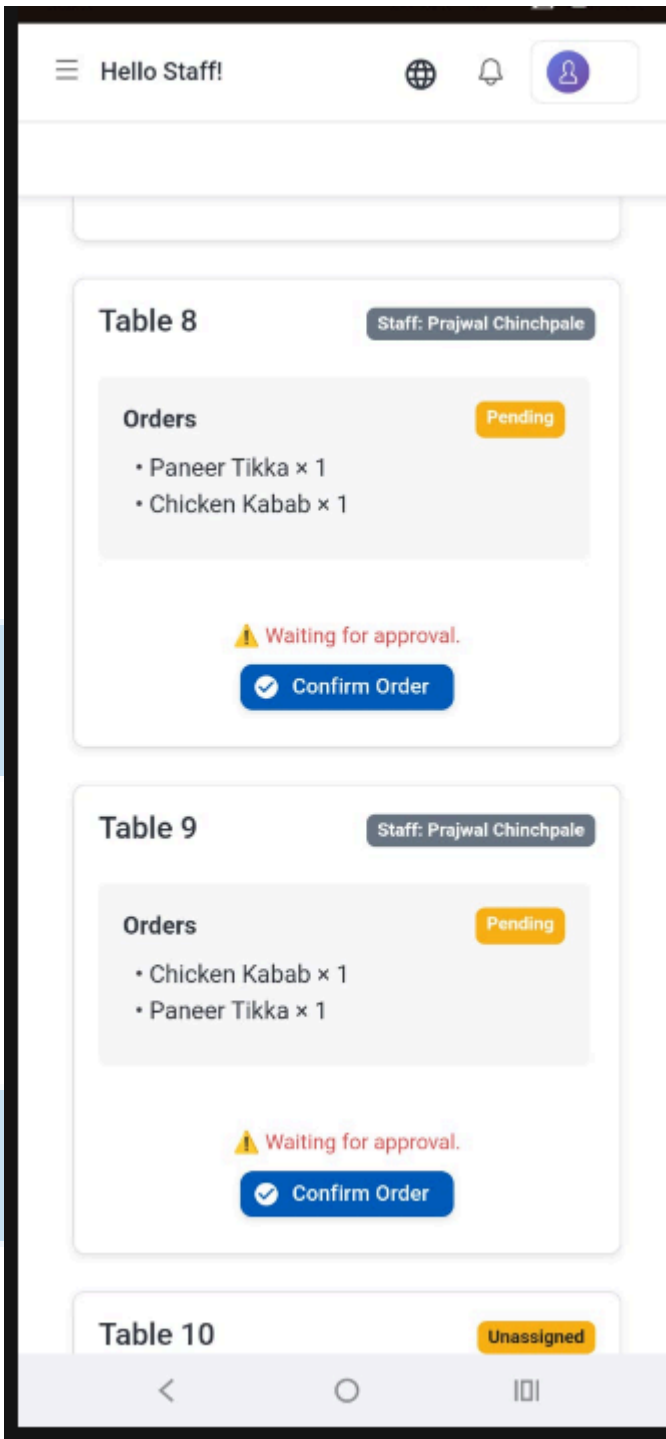 Hello Staff!
Table 8
Staff: Prajwal Chinchpale
Orders
Pending
• Paneer Tikka × 1
• Chicken Kabab × 1
⚠️ Waiting for approval.
Confirm Order
Table 9
Staff: Prajwal Chinchpale
Orders
Pending
• Chicken Kabab × 1
• Paneer Tikka × 1
⚠️ Waiting for approval.
Confirm Order
Table 10
Unassigned